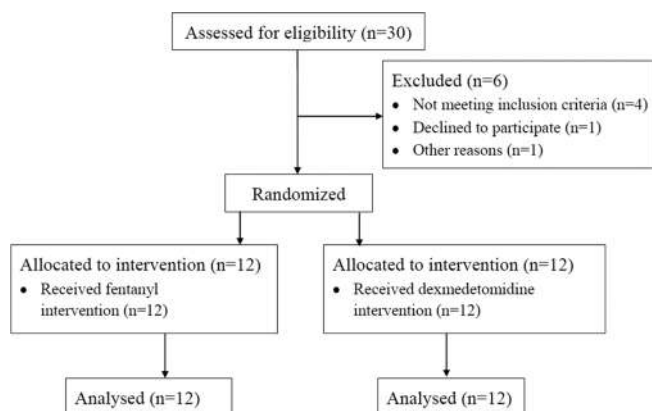 Assessed for eligibility (n=30)
Excluded (n=6)
● Not meeting inclusion criteria (n=4)
● Declined to participate (n=1)
● Other reasons (n=1)
Randomized
Allocated to intervention (n=12)
● Received fentanyl
intervention (n=12)
Allocated to intervention (n=12)
● Received dexmedetomidine
intervention (n=12)
Analysed (n=12)
Analysed (n=12)